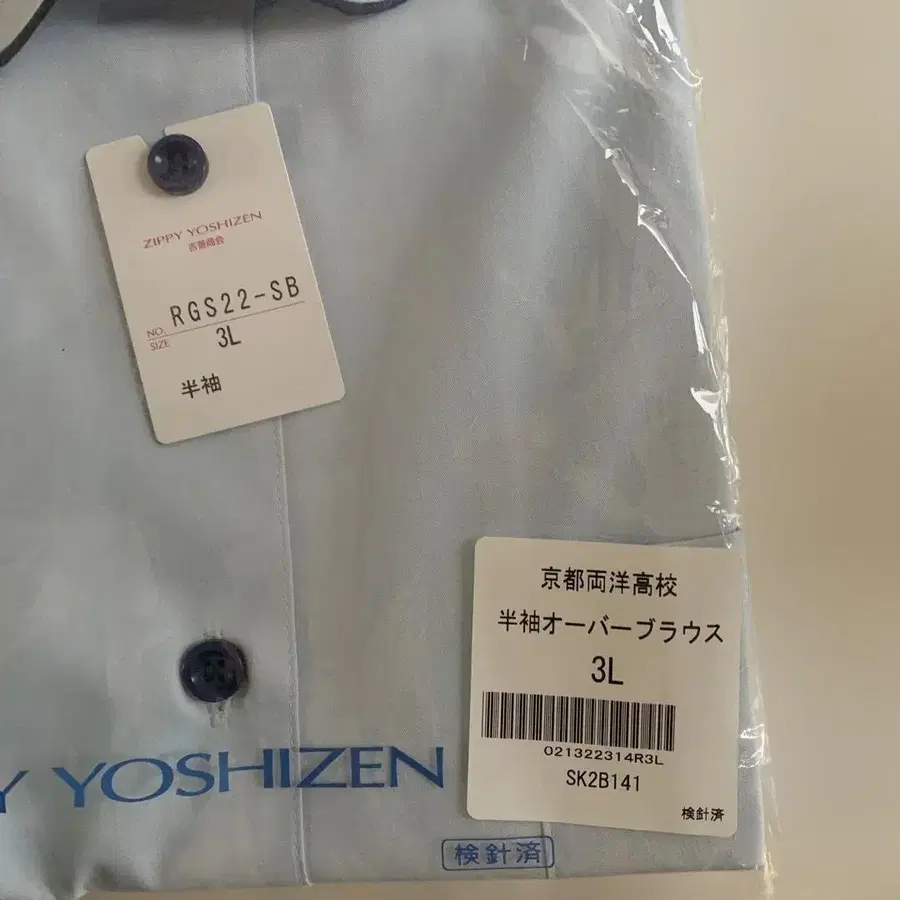 ZIPPY YOSHIZEN
吉善商会
NO. RGS22-SB
SIZE 3L
半袖
京都両洋高校
半袖オーバーブラウス
3L
021322314R3L
SK2B141
検針済
Y YOSHIZEN
検針済